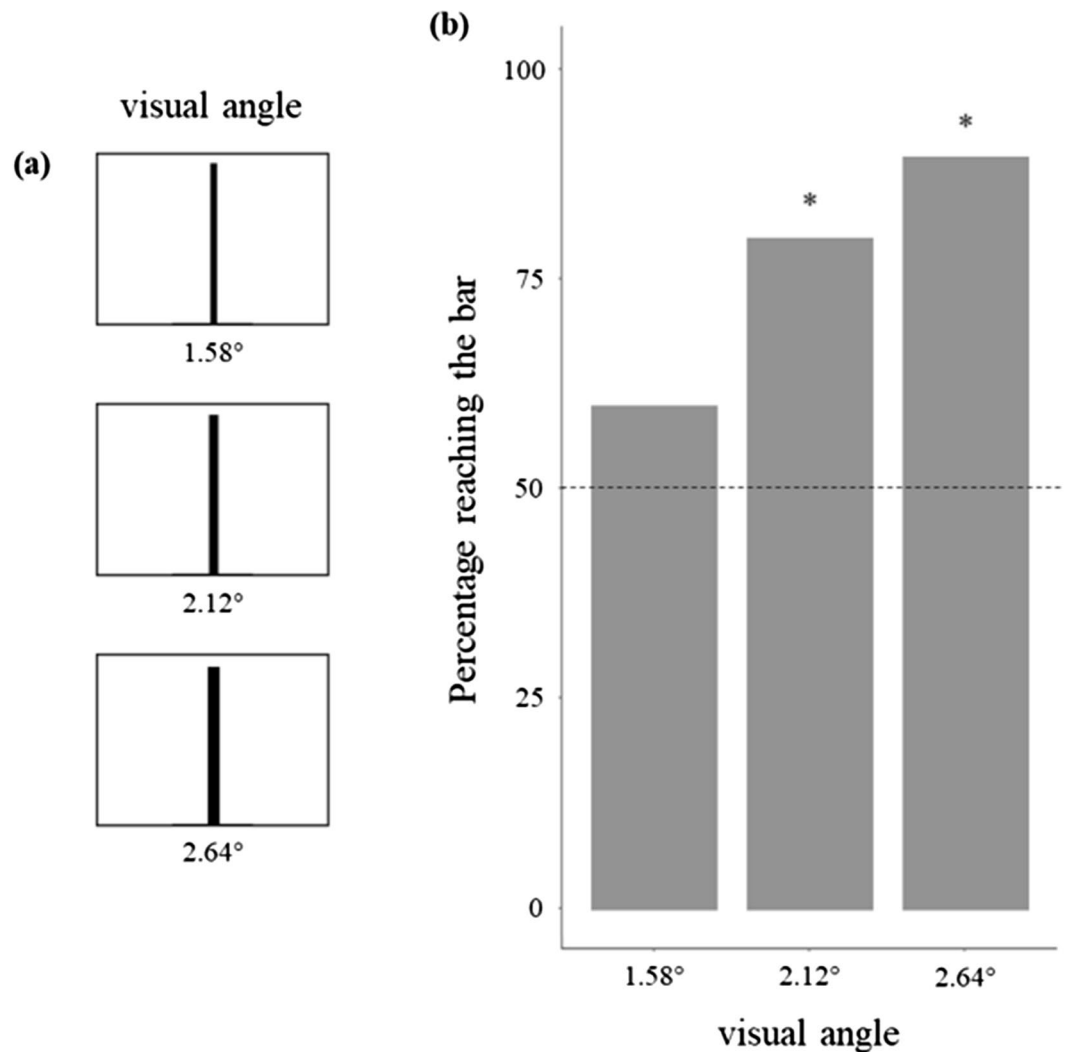 (a)
visual angle
1.58°
2.12°
2.64°
(b)
Percentage reaching the bar
100
75
50
25
0
*
*
1.58°
2.12°
2.64°
visual angle